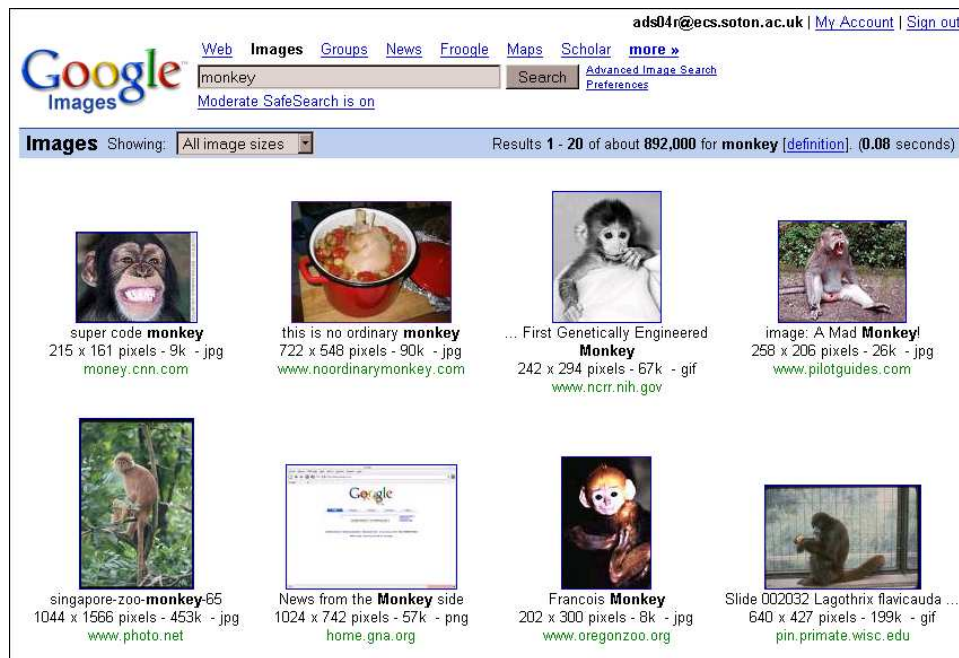 ads04r@ecs.soton.ac.uk | My Account | Sign out
Web Images Groups News Froogle Maps Scholar more »
Google Images
monkey Search Advanced Image Search
Preferences
Moderate SafeSearch is on
Images Showing: All image sizes Results 1 - 20 of about 892,000 for monkey [definition]. (0.08 seconds)
super code monkey
215 x 161 pixels - 9k - jpg
money.cnn.com
this is no ordinary monkey
722 x 548 pixels - 90k - jpg
www.noordinarymonkey.com
... First Genetically Engineered
Monkey
242 x 294 pixels - 67k - gif
www.ncrr.nih.gov
image: A Mad Monkey!
258 x 206 pixels - 26k - jpg
www.pilotguides.com
singapore-zoo-monkey-65
1044 x 1566 pixels - 453k - jpg
www.photo.net
Google
News from the Monkey side
1024 x 742 pixels - 57k - png
home.gna.org
Francois Monkey
202 x 300 pixels - 8k - jpg
www.oregonzoo.org
Slide 002032 Lagothrix flavicauda ...
640 x 427 pixels - 199k - gif
pin.primate.wisc.edu